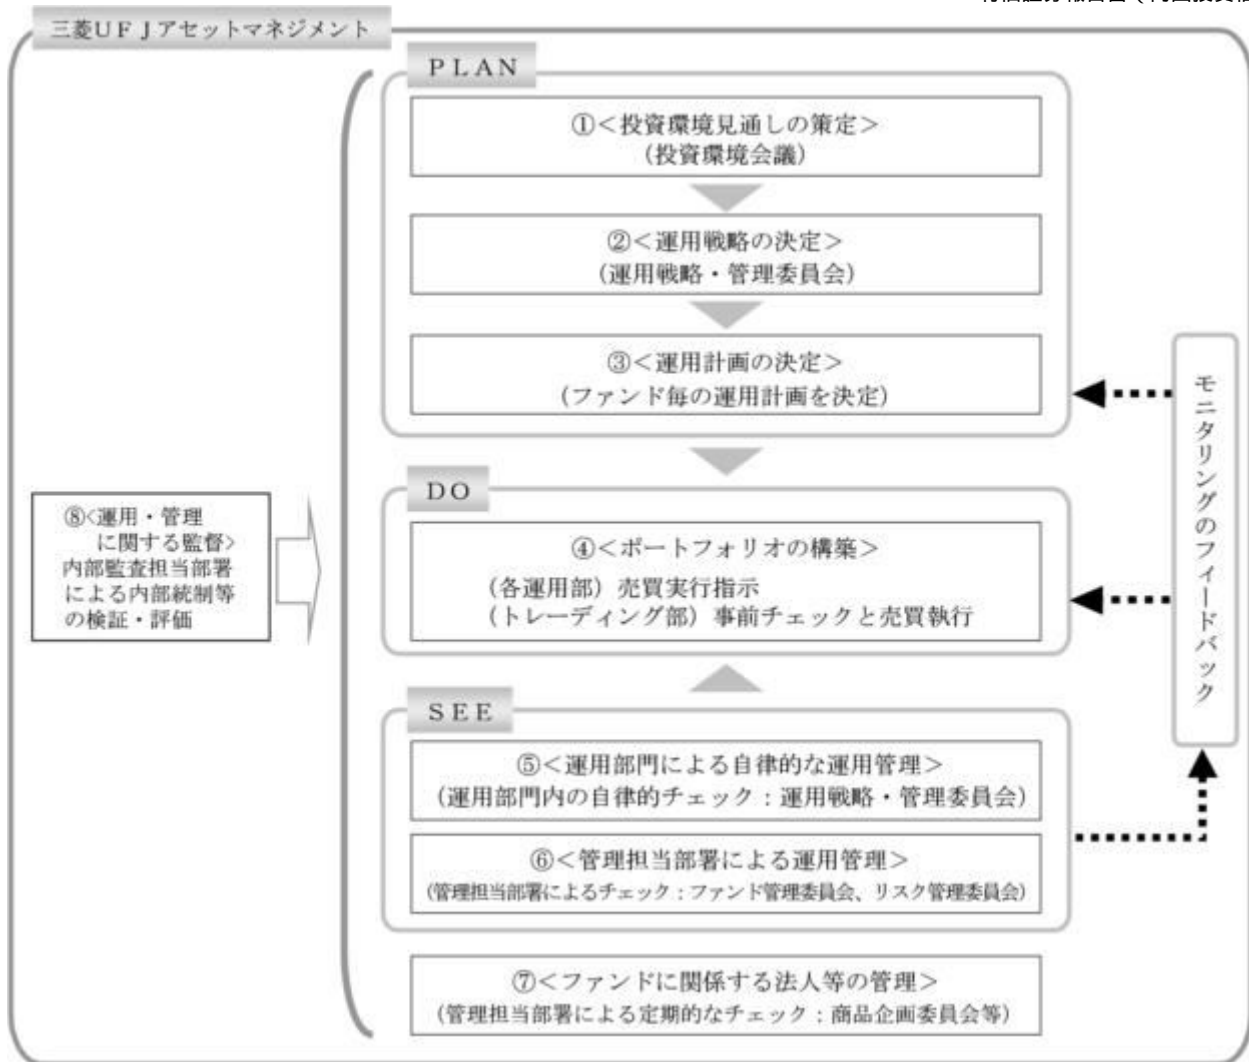 三菱ＵＦＪアセットマネジメント
ＰＬＡＮ
①＜投資環境見通しの策定＞
（投資環境会議）
②＜運用戦略の決定＞
（運用戦略・管理委員会）
③＜運用計画の決定＞
（ファンド毎の運用計画を決定）
ＤＯ
④＜ポートフォリオの構築＞
（各運用部）売買実行指示
（トレーディング部）事前チェックと売買執行
ＳＥＥ
⑤＜運用部門による自律的な運用管理＞
（運用部門内の自律的チェック：運用戦略・管理委員会）
⑥＜管理担当部署による運用管理＞
（管理担当部署によるチェック：ファンド管理委員会、リスク管理委員会）
⑦＜ファンドに関係する法人等の管理＞
（管理担当部署による定期的なチェック：商品企画委員会等）
⑧＜運用・管理
に関する監督＞
内部監査担当部署
による内部統制等
の検証・評価
モニタリングのフィードバック